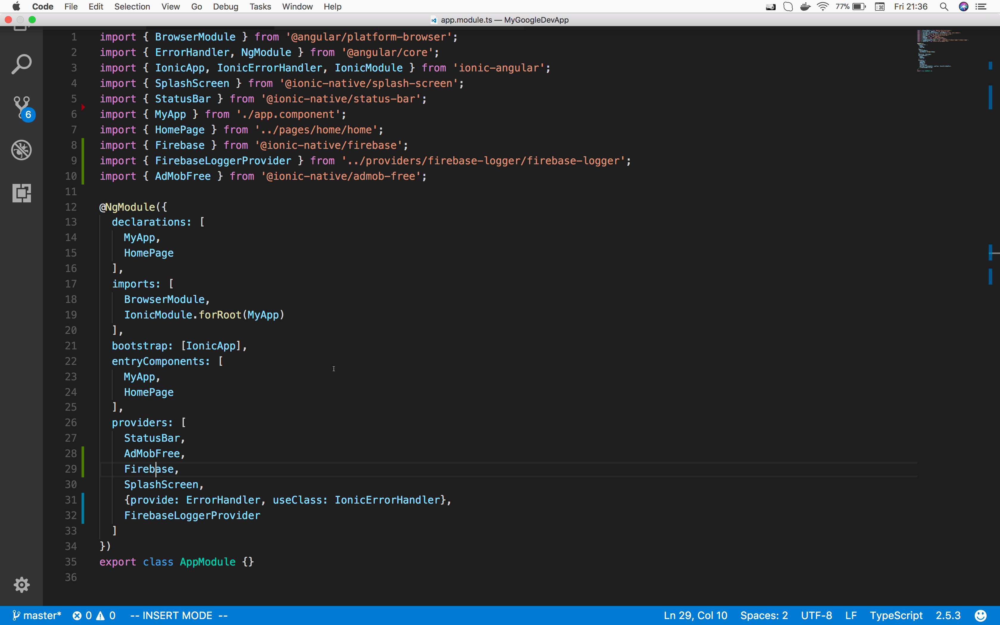 Code File Edit Selection View Go Debug Tasks Window Help 77% Fri 21:36
app.module.ts — MyGoogleDevApp
1 import { BrowserModule } from '@angular/platform-browser';
2 import { ErrorHandler, NgModule } from '@angular/core';
3 import { IonicApp, IonicErrorHandler, IonicModule } from 'ionic-angular';
4 import { SplashScreen } from '@ionic-native/splash-screen';
5 import { StatusBar } from '@ionic-native/status-bar';
6 import { MyApp } from './app.component';
7 import { HomePage } from '../pages/home/home';
8 import { Firebase } from '@ionic-native/firebase';
9 import { FirebaseLoggerProvider } from '../providers/firebase-logger/firebase-logger';
10 import { AdMobFree } from '@ionic-native/admob-free';
11
12 @NgModule({
13 declarations: [
14 MyApp,
15 HomePage
16 ],
17 imports: [
18 BrowserModule,
19 IonicModule.forRoot(MyApp)
20 ],
21 bootstrap: [IonicApp],
22 entryComponents: [
23 MyApp,
24 HomePage
25 ],
26 providers: [
27 StatusBar,
28 AdMobFree,
29 Firebase,
30 SplashScreen,
31 {provide: ErrorHandler, useClass: IonicErrorHandler},
32 FirebaseLoggerProvider
33 ]
34 })
35 export class AppModule {}
36
6
master* 0 0 -- INSERT MODE -- Ln 29, Col 10 Spaces: 2 UTF-8 LF TypeScript 2.5.3